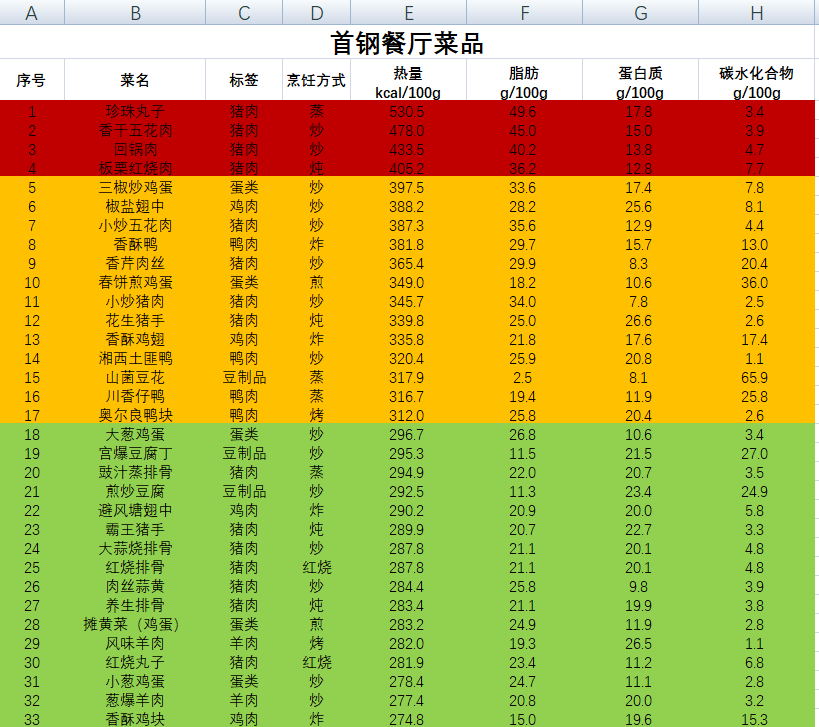 A B C D E F G H
首钢餐厅菜品
序号 菜名 标签 烹饪方式 热量 脂肪 蛋白质 碳水化合物
kcal/100g g/100g g/100g g/100g
1 珍珠丸子 猪肉 蒸 530.5 49.6 17.8 3.4
2 香干五花肉 猪肉 炒 478.0 45.0 15.0 3.9
3 回锅肉 猪肉 炒 433.5 40.2 13.8 4.7
4 板栗红烧肉 猪肉 炖 405.2 36.2 12.8 7.7
5 三椒炒鸡蛋 蛋类 炒 397.5 33.6 17.4 7.8
6 椒盐翅中 鸡肉 炒 388.2 28.2 25.6 8.1
7 小炒五花肉 猪肉 炒 387.3 35.6 12.9 4.4
8 香酥鸭 鸭肉 炸 381.8 29.7 15.7 13.0
9 香芹肉丝 猪肉 炒 365.4 29.9 8.3 20.4
10 春饼煎鸡蛋 蛋类 煎 349.0 18.2 10.6 36.0
11 小炒猪肉 猪肉 炒 345.7 34.0 7.8 2.5
12 花生猪手 猪肉 炖 339.8 25.0 26.6 2.6
13 香酥鸡翅 鸡肉 炸 335.8 21.8 17.6 17.4
14 湘西土匪鸭 鸭肉 炒 320.4 25.9 20.8 1.1
15 山菌豆花 豆制品 蒸 317.9 2.5 8.1 65.9
16 川香仔鸭 鸭肉 蒸 316.7 19.4 11.9 25.8
17 奥尔良鸭块 鸭肉 烤 312.0 25.8 20.4 2.6
18 大葱鸡蛋 蛋类 炒 296.7 26.8 10.6 3.4
19 宫爆豆腐丁 豆制品 炒 295.3 11.5 21.5 27.0
20 豉汁蒸排骨 猪肉 蒸 294.9 22.0 20.7 3.5
21 煎炒豆腐 豆制品 炒 292.5 11.3 23.4 24.9
22 避风塘翅中 鸡肉 炸 290.2 20.9 20.0 5.8
23 霸王猪手 猪肉 炖 289.9 20.7 22.7 3.3
24 大蒜烧排骨 猪肉 炒 287.8 21.1 20.1 4.8
25 红烧排骨 猪肉 红烧 287.8 21.1 20.1 4.8
26 肉丝蒜黄 猪肉 炒 284.4 25.8 9.8 3.9
27 养生排骨 猪肉 炖 283.4 21.1 19.9 3.8
28 摊黄菜（鸡蛋） 蛋类 煎 283.2 24.9 11.9 2.8
29 风味羊肉 羊肉 烤 282.0 19.3 26.5 1.1
30 红烧丸子 猪肉 红烧 281.9 23.4 11.2 6.8
31 小葱鸡蛋 蛋类 炒 278.4 24.7 11.1 2.8
32 葱爆羊肉 羊肉 炒 277.4 20.8 20.0 3.2
33 香酥鸡块 鸡肉 炸 274.8 15.0 19.6 15.3